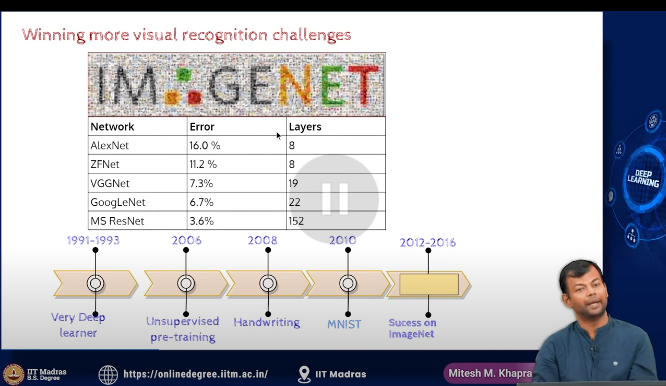 Winning more visual recognition challenges
IMAGENET
Network Error Layers
AlexNet 16.0 % 8
ZFNet 11.2 % 8
VGGNet 7.3% 19
GoogLeNet 6.7% 22
MS ResNet 3.6% 152
1991-1993 2006 2008 2010 2012-2016
Very Deep
learner
Unsupervised
pre-training
Handwriting
MNIST
Sucess on
ImageNet
DEEP
LEARNING
IIT Madras
B.S. Degree
https://onlinedegree.iitm.ac.in/
IIT Madras
Mitesh M. Khapra